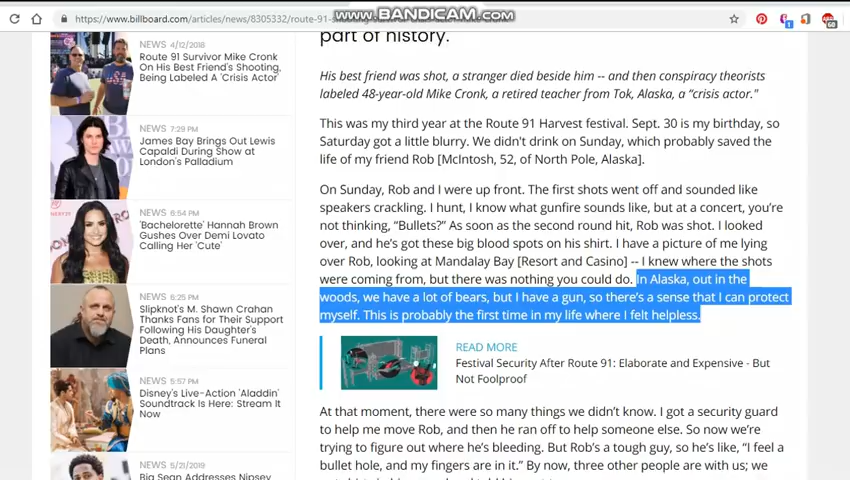 WWW.BANDICAM.COM
https://www.billboard.com/articles/news/8305332/route-91-
68
part of history.
NEWS 4/12/2018
Route 91 Survivor Mike Cronk
On His Best Friend's Shooting,
Being Labeled A 'Crisis Actor'
NEWS 7:29 PM
James Bay Brings Out Lewis
Capaldi During Show at
London's Palladium
NEWS 6:54 PM
'Bachelorette' Hannah Brown
Gushes Over Demi Lovato
Calling Her 'Cute'
NEWS 6:25 PM
Slipknot's M. Shawn Crahan
Thanks Fans for Their Support
Following His Daughter's
Death, Announces Funeral
Plans
NEWS 5:57 PM
Disney's Live-Action 'Aladdin'
Soundtrack Is Here: Stream It
Now
NEWS 5/21/2019
Big Sean Addresses Nipsey
His best friend was shot, a stranger died beside him -- and then conspiracy theorists
labeled 48-year-old Mike Cronk, a retired teacher from Tok, Alaska, a "crisis actor."
This was my third year at the Route 91 Harvest festival. Sept. 30 is my birthday, so
Saturday got a little blurry. We didn't drink on Sunday, which probably saved the
life of my friend Rob [McIntosh, 52, of North Pole, Alaska].
On Sunday, Rob and I were up front. The first shots went off and sounded like
speakers crackling. I hunt, I know what gunfire sounds like, but at a concert, you're
not thinking, "Bullets?" As soon as the second round hit, Rob was shot. I looked
over, and he's got these big blood spots on his shirt. I have a picture of me lying
over Rob, looking at Mandalay Bay [Resort and Casino] -- I knew where the shots
were coming from, but there was nothing you could do. In Alaska, out in the
woods, we have a lot of bears, but I have a gun, so there's a sense that I can protect
myself. This is probably the first time in my life where I felt helpless.
READ MORE
Festival Security After Route 91: Elaborate and Expensive - But
Not Foolproof
At that moment, there were so many things we didn't know. I got a security guard
to help me move Rob, and then he ran off to help someone else. So now we're
trying to figure out where he's bleeding. But Rob's a tough guy, so he's like, "I feel a
bullet hole, and my fingers are in it." By now, three other people are with us; we